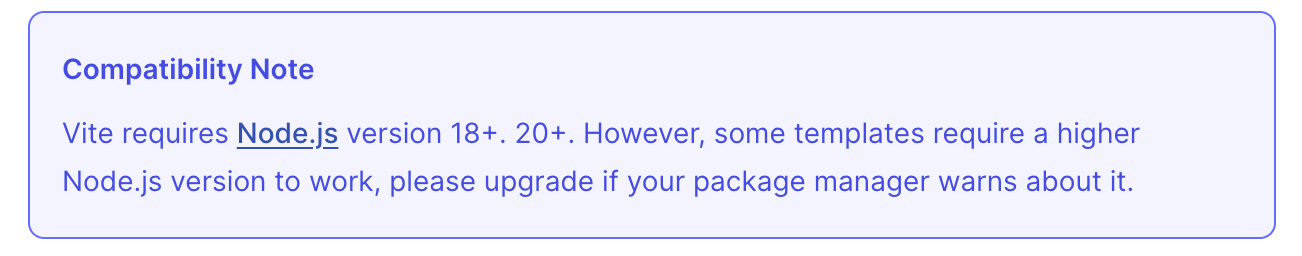 Compatibility Note
Vite requires Node.js version 18+. 20+. However, some templates require a higher
Node.js version to work, please upgrade if your package manager warns about it.